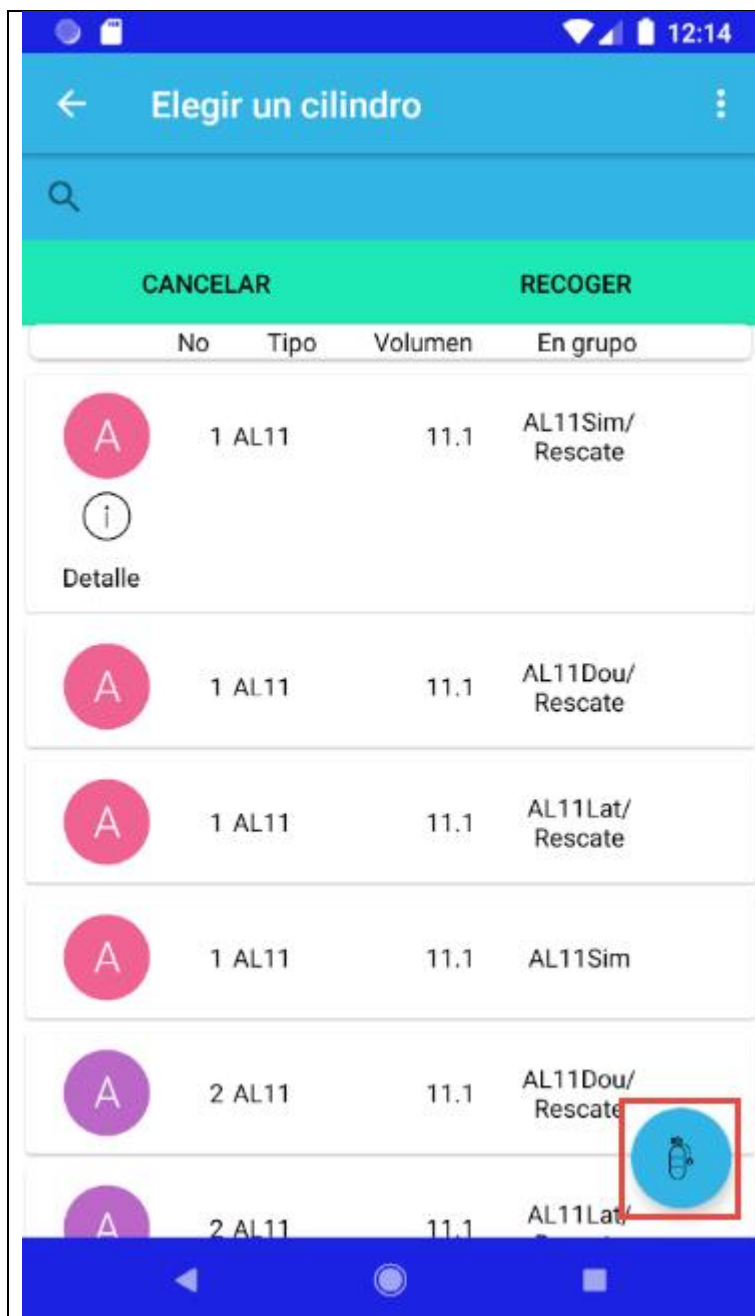 12:14
Elegir un cilindro
CANCELAR RECOGER
No Tipo Volumen En grupo
A 1 AL11 11.1 AL11Sim/
Rescate
Detalle
A 1 AL11 11.1 AL11Dou/
Rescate
A 1 AL11 11.1 AL11Lat/
Rescate
A 1 AL11 11.1 AL11Sim
A 2 AL11 11.1 AL11Dou/
Rescate
A 2 AL11 11.1 AL11Lat/